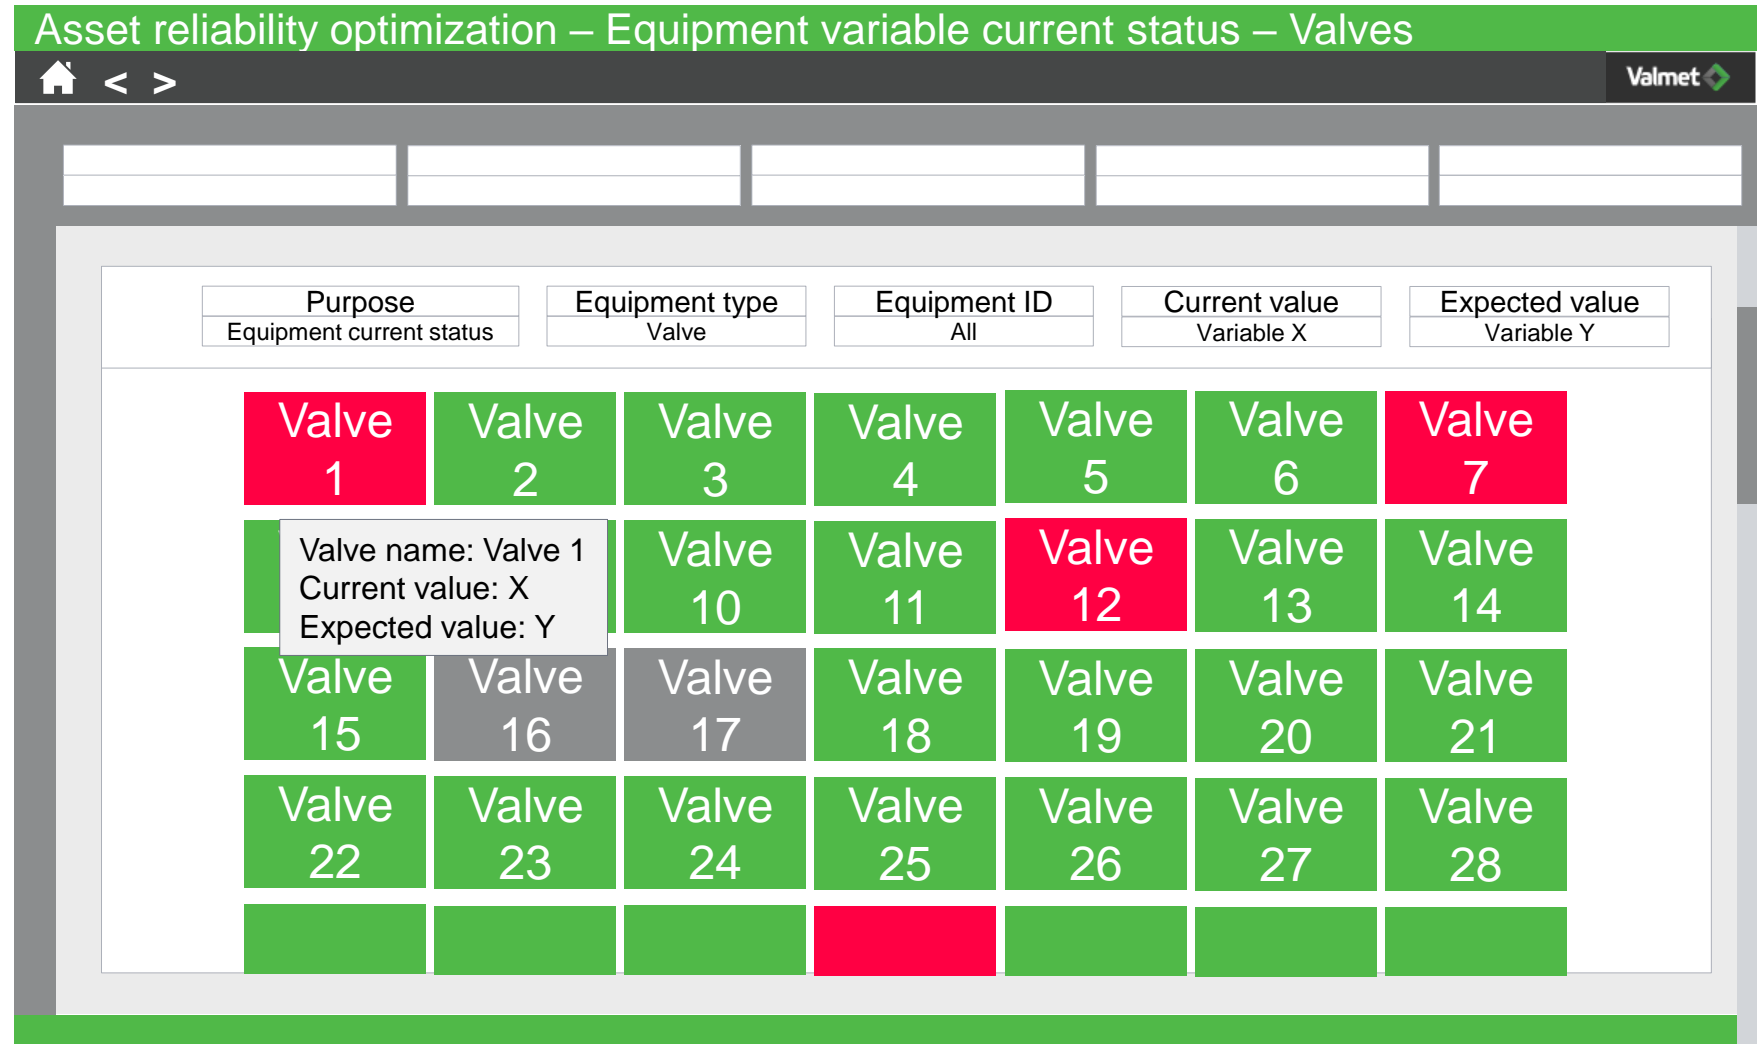 Asset reliability optimization – Equipment variable current status – Valves
< >
Valmet
Purpose
Equipment current status
Equipment type
Valve
Equipment ID
All
Current value
Variable X
Expected value
Variable Y
Valve
1
Valve
2
Valve
3
Valve
4
Valve
5
Valve
6
Valve
7
Valve name: Valve 1
Current value: X
Expected value: Y
Valve
10
Valve
11
Valve
12
Valve
13
Valve
14
Valve
15
Valve
16
Valve
17
Valve
18
Valve
19
Valve
20
Valve
21
Valve
22
Valve
23
Valve
24
Valve
25
Valve
26
Valve
27
Valve
28